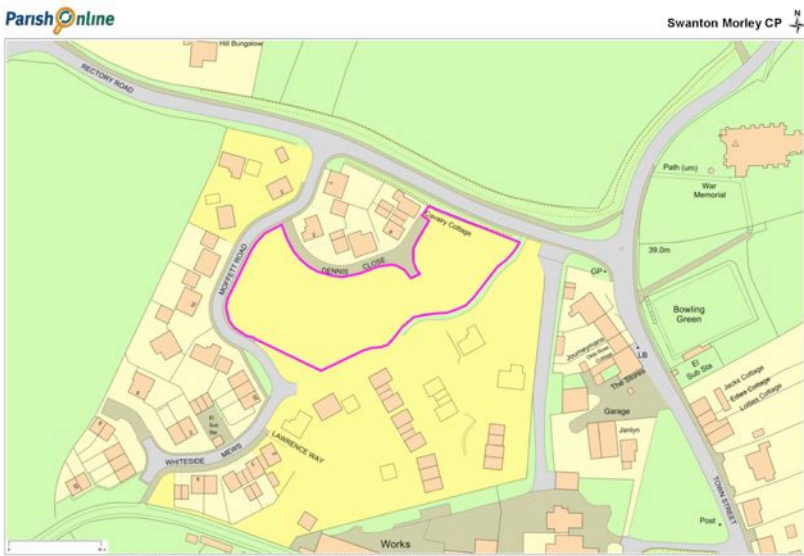 Parish Online
Swanton Morley CP
N
Hill Bungalow
RECTORY ROAD
Path (um)
War
Memorial
Cavalry Cottage
39.0m
DENNIS CLOSE
MOFFETT ROAD
GP
Bowling
Green
Journeymans
LB
El
Sub Sta
The Stores
Jacks Cottage
Lotties Cottage
Garage
El
Sub
Sta
Janlyn
LAWRENCE WAY
WHITESIDE MEWS
TOWN STREET
Post
Works